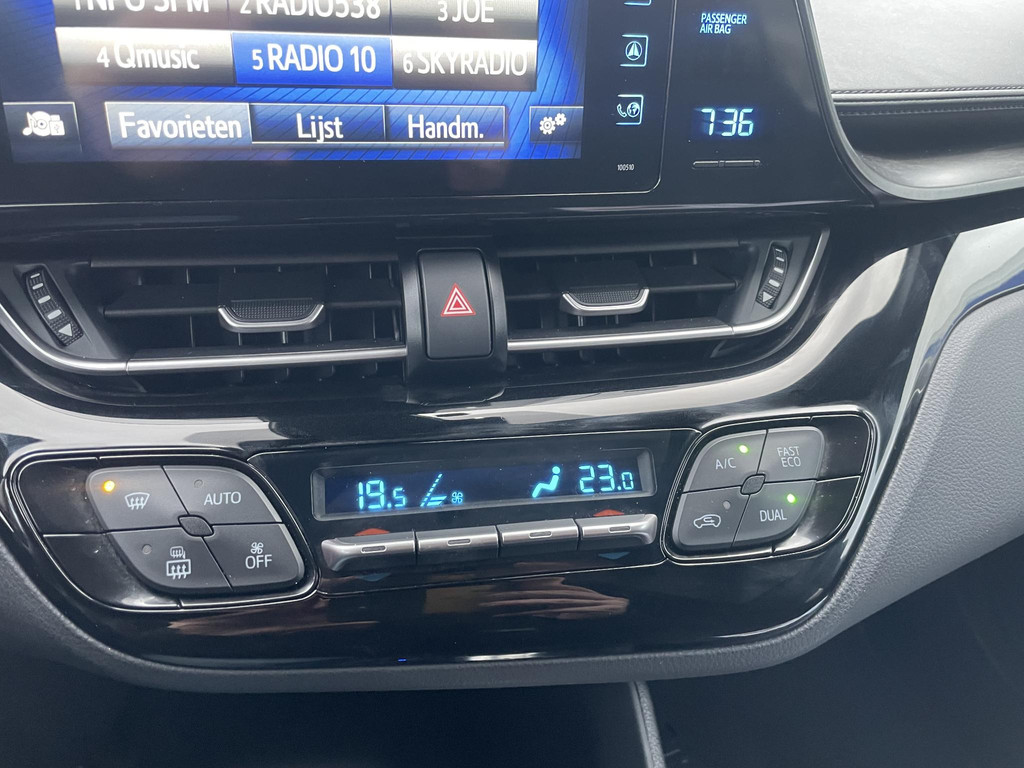 2 RADIO538
3 JOE
4 Qmusic
5 RADIO 10
6 SKYRADIO
Favorieten
Lijst
Handm.
PASSENGER
AIR BAG
7:36
100510
19.5
23.0
AUTO
OFF
A/C
FAST
ECO
DUAL